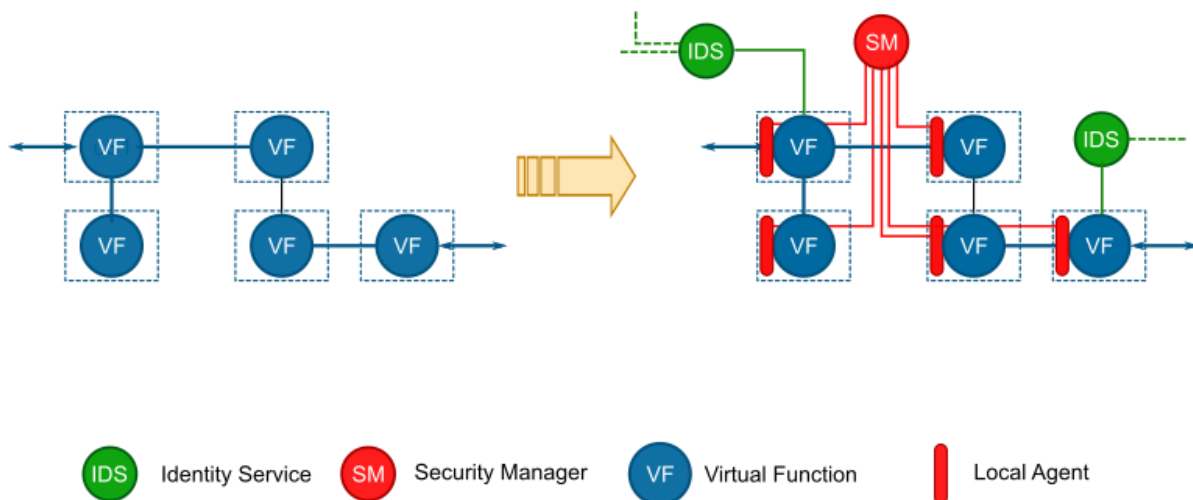 IDS
SM
VF
VF
VF
VF
IDS
VF
VF
VF
VF
VF
VF
IDS Identity Service
SM Security Manager
VF Virtual Function
Local Agent